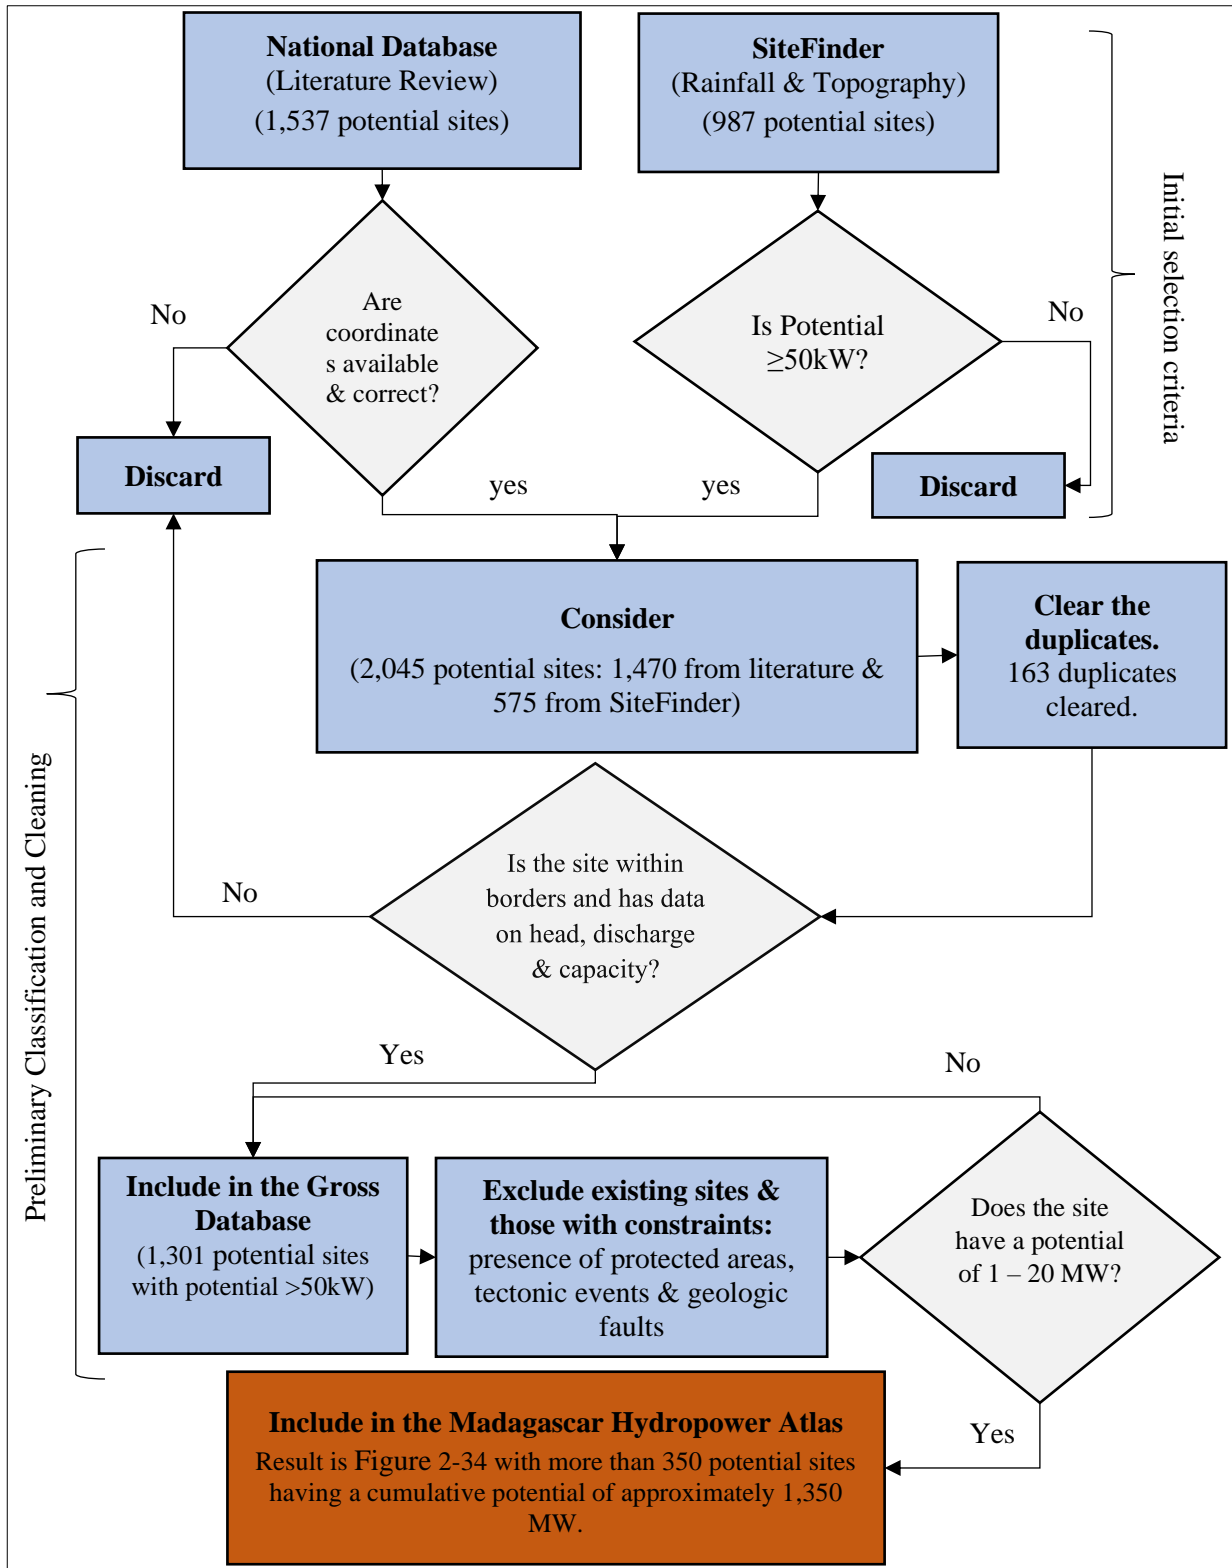 National Database
(Literature Review)
(1,537 potential sites)
SiteFinder
(Rainfall & Topography)
(987 potential sites)
Initial selection criteria
Are
coordinate
s available
& correct?
No
Is Potential
≥50kW?
No
Discard
yes
yes
Discard
Consider
(2,045 potential sites: 1,470 from literature &
575 from SiteFinder)
Clear the
duplicates.
163 duplicates
cleared.
Preliminary Classification and Cleaning
Is the site within
borders and has data
on head, discharge
& capacity?
No
Yes
No
Include in the Gross
Database
(1,301 potential sites
with potential >50kW)
Exclude existing sites &
those with constraints:
presence of protected areas,
tectonic events & geologic
faults
Does the site
have a potential
of 1 – 20 MW?
Yes
Include in the Madagascar Hydropower Atlas
Result is Figure 2-34 with more than 350 potential sites
having a cumulative potential of approximately 1,350
MW.